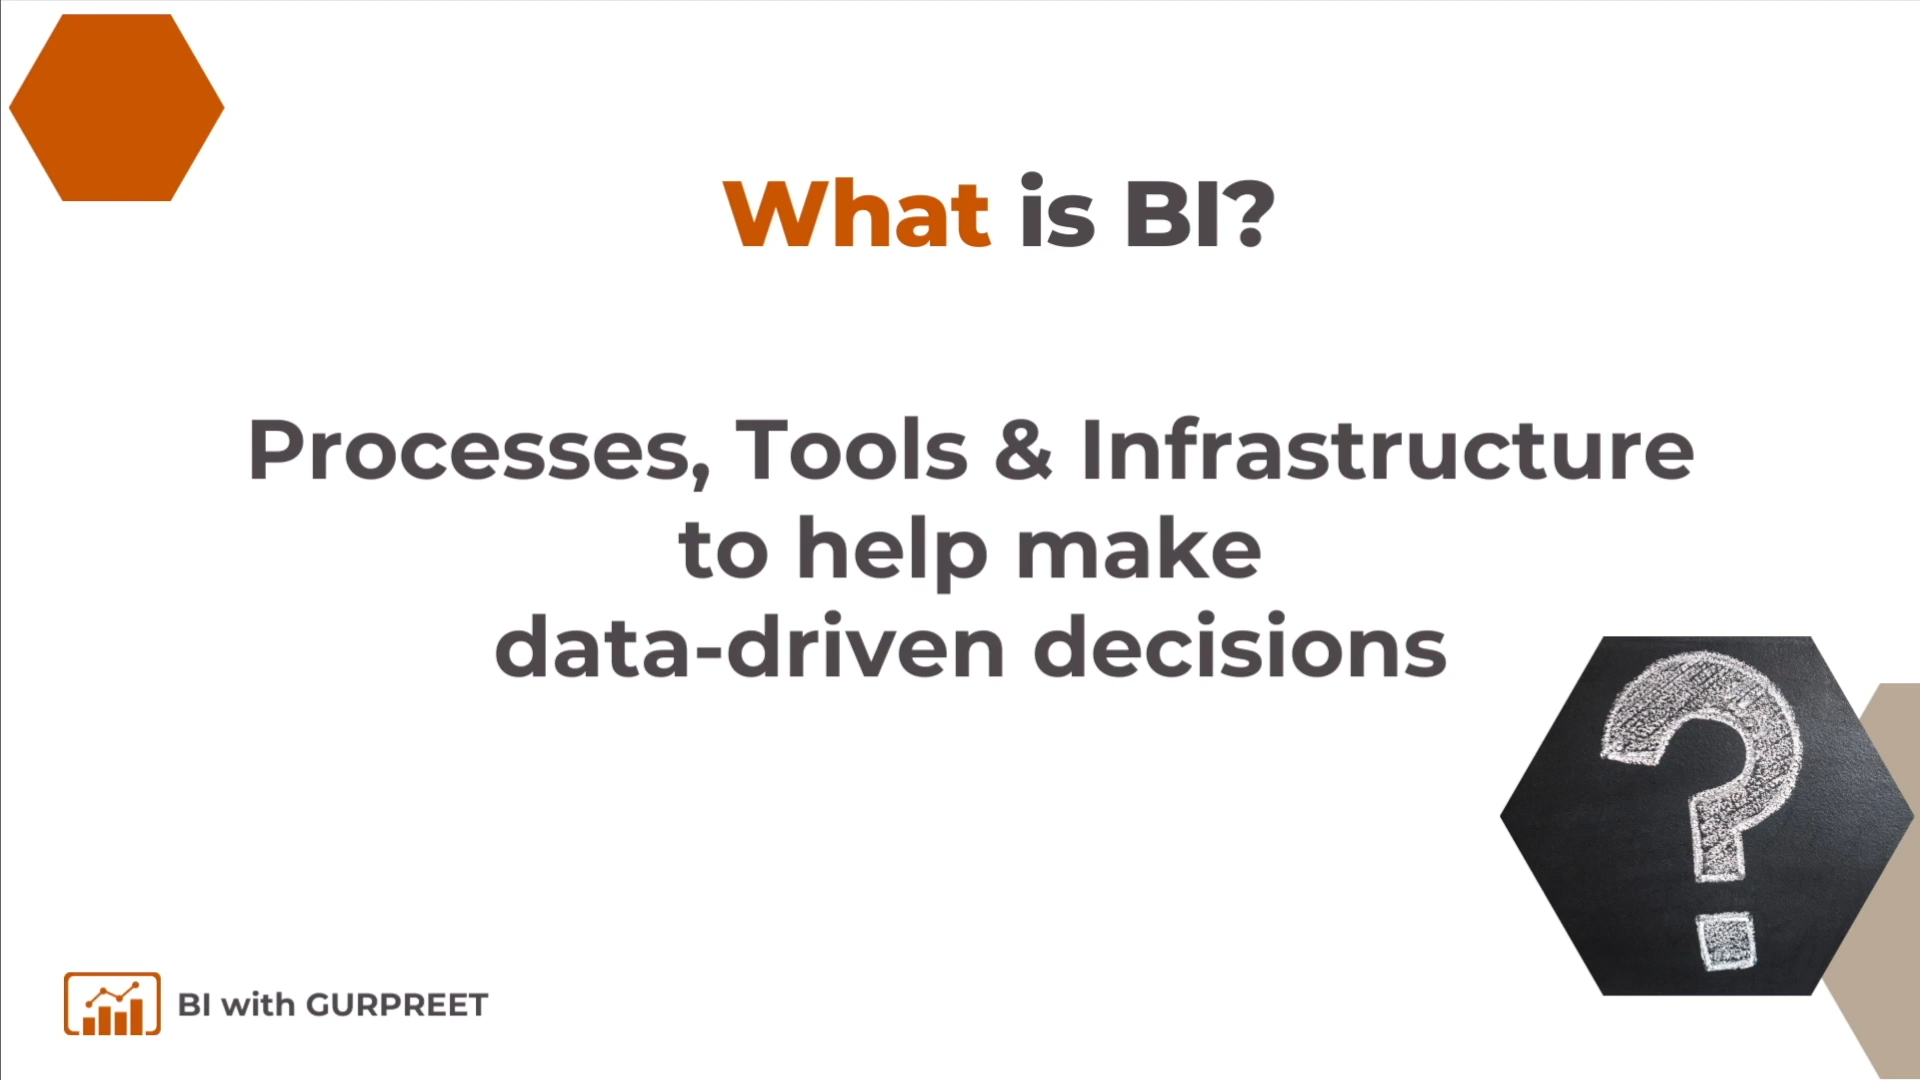 What is BI?
Processes, Tools & Infrastructure
to help make
data-driven decisions
BI with GURPREET